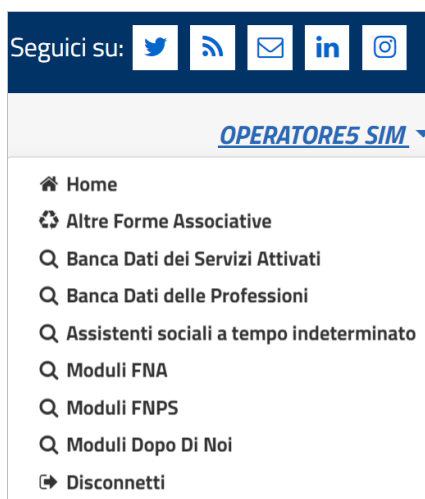 Seguici su:
OPERATORE5 SIM
Home
Altre Forme Associative
Banca Dati dei Servizi Attivati
Banca Dati delle Professioni
Assistenti sociali a tempo indeterminato
Moduli FNA
Moduli FNPS
Moduli Dopo Di Noi
Disconnetti